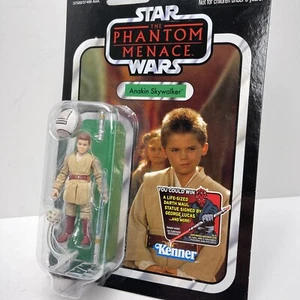 STAR
THE
PHANTOM
MENACE
WARS
Anakin Skywalker
YOU COULD WIN
A LIFE-SIZED
DARTH MAUL
STATUE SIGNED BY
GEORGE LUCAS
...AND MORE!
Kenner